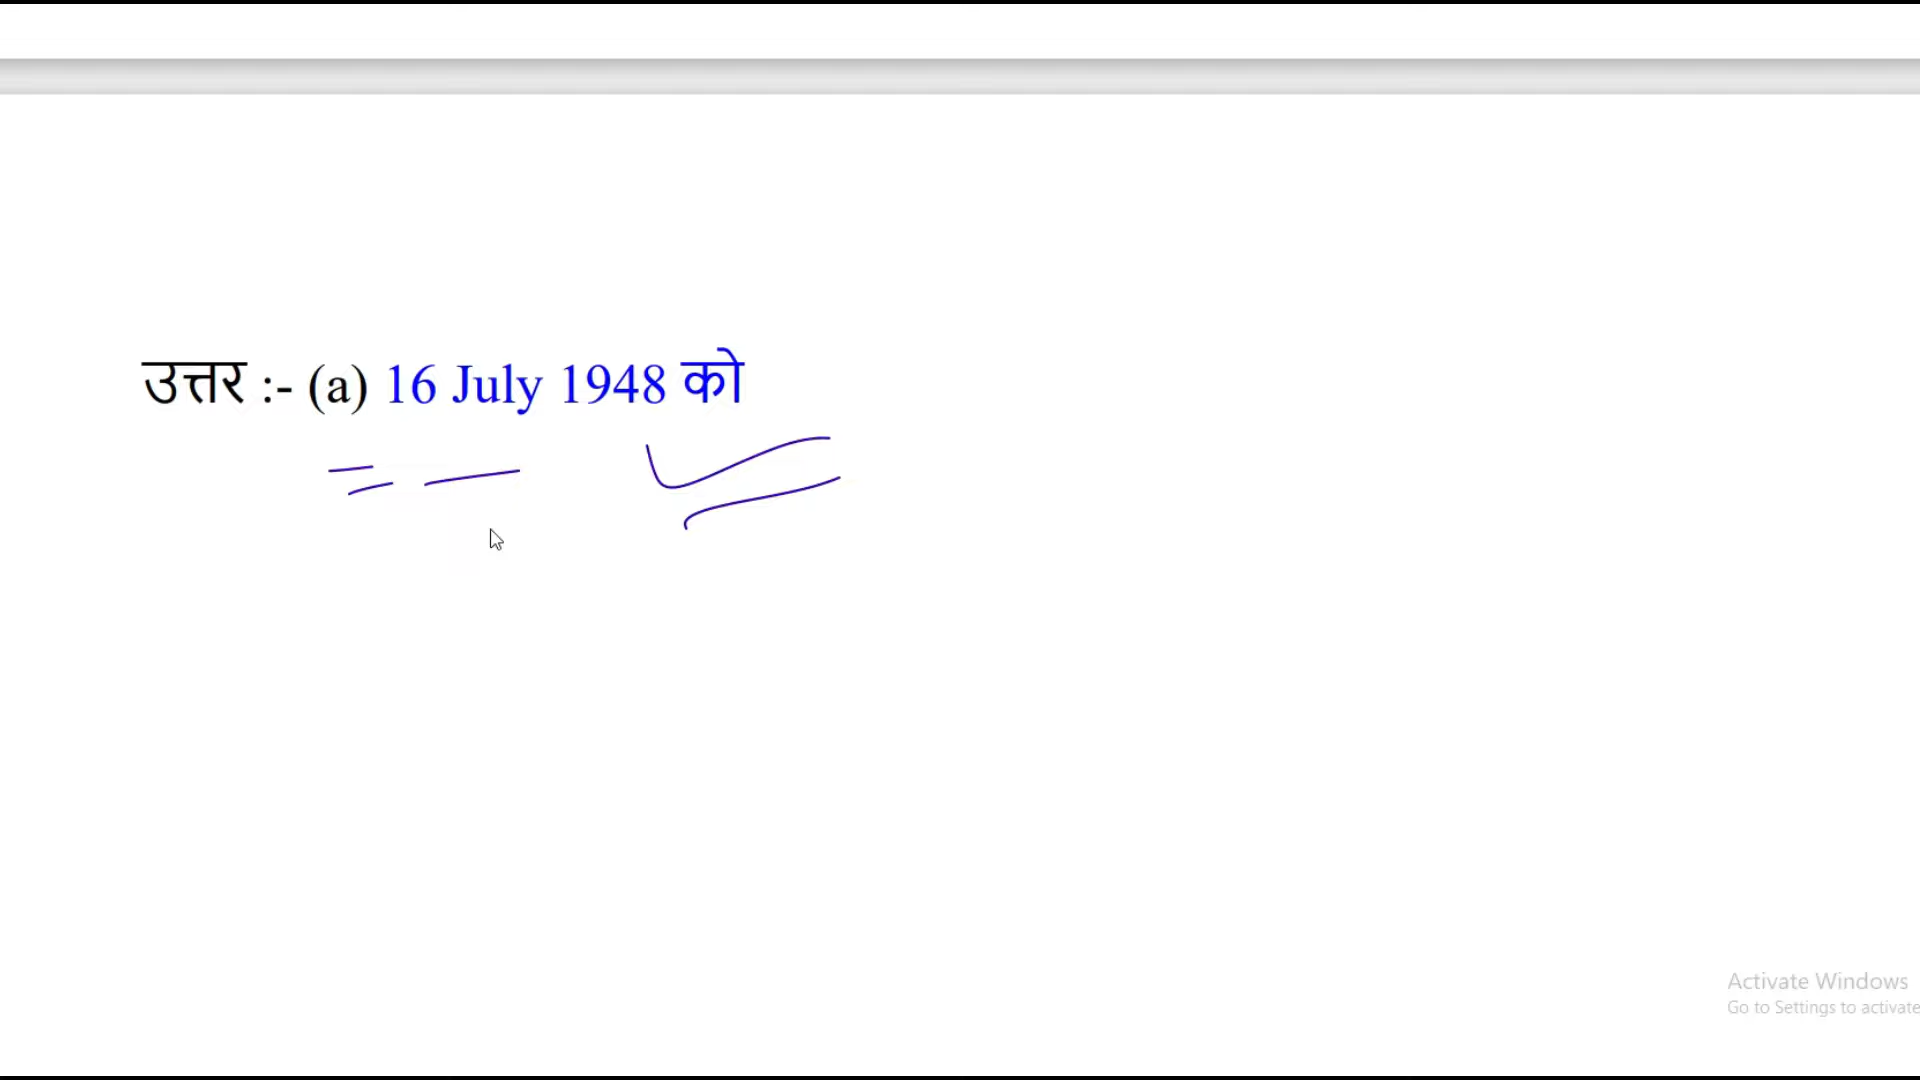 उत्तर :- (a) 16 July 1948 को
Activate Windows
Go to Settings to activate